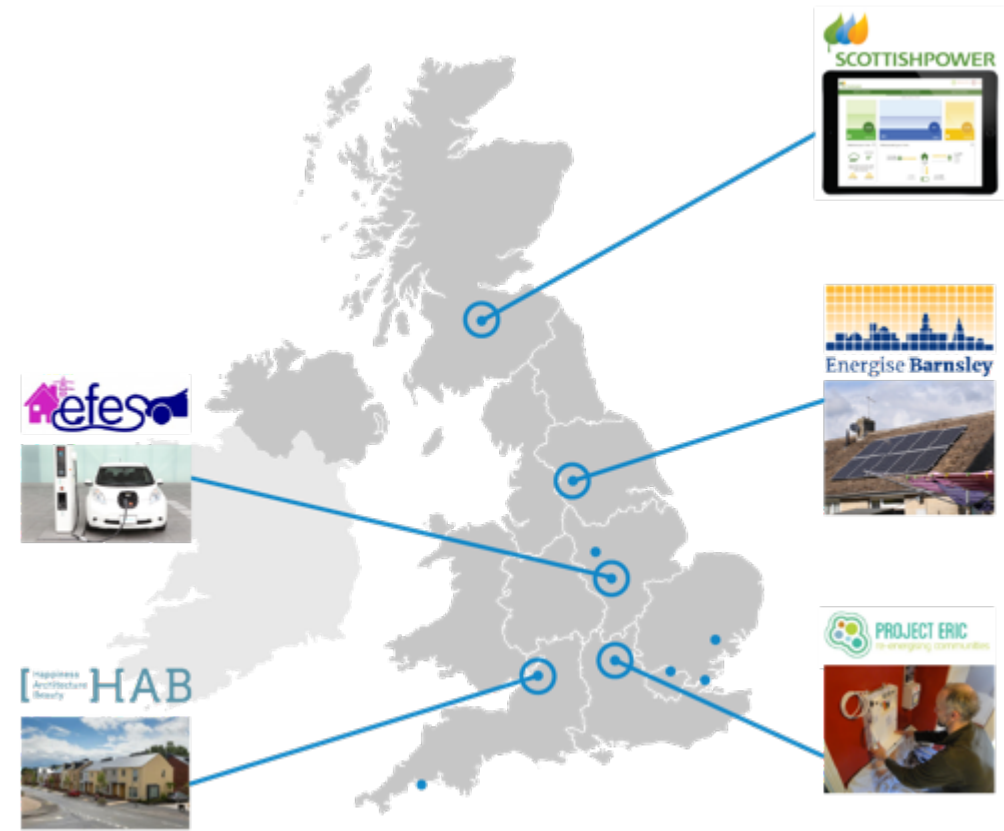 SCOTTISHPOWER
Energise Barnsley
efes
PROJECT ERIC
re-energising communities
[Happiness
Architecture
Beauty
HAB